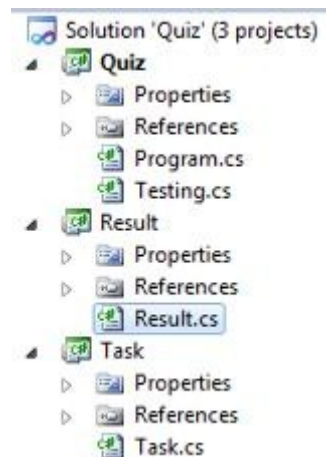 Solution 'Quiz' (3 projects)
Quiz
Properties
References
Program.cs
Testing.cs
Result
Properties
References
Result.cs
Task
Properties
References
Task.cs